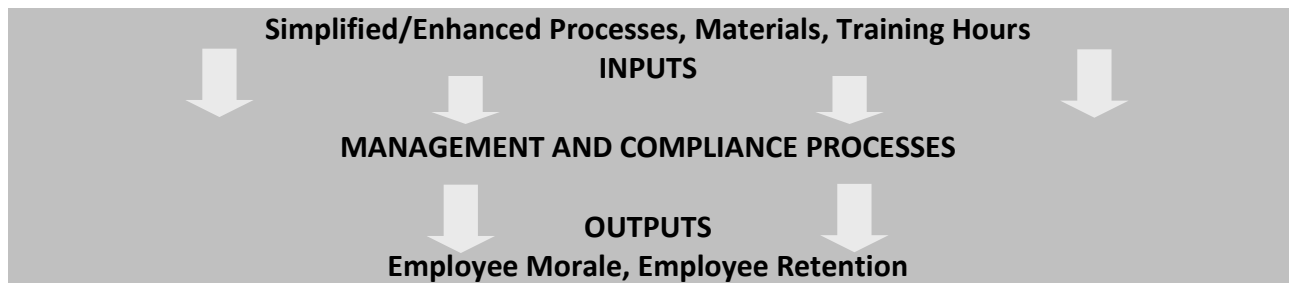 Simplified/Enhanced Processes, Materials, Training Hours
INPUTS
MANAGEMENT AND COMPLIANCE PROCESSES
OUTPUTS
Employee Morale, Employee Retention